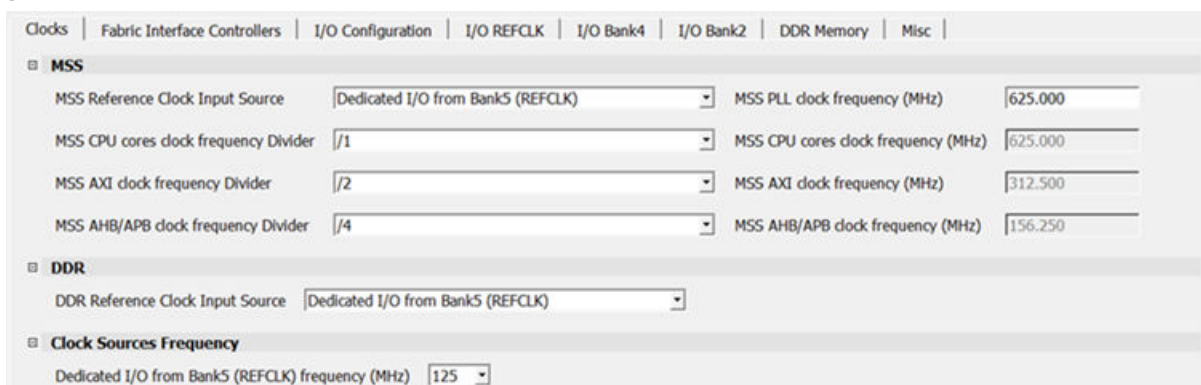 Clocks | Fabric Interface Controllers | I/O Configuration | I/O REFCLK | I/O Bank4 | I/O Bank2 | DDR Memory | Misc |
MSS
MSS Reference Clock Input Source Dedicated I/O from Bank5 (REFCLK) MSS PLL clock frequency (MHz) 625.000
MSS CPU cores clock frequency Divider /1 MSS CPU cores clock frequency (MHz) 625.000
MSS AXI clock frequency Divider /2 MSS AXI clock frequency (MHz) 312.500
MSS AHB/APB clock frequency Divider /4 MSS AHB/APB clock frequency (MHz) 156.250
DDR
DDR Reference Clock Input Source Dedicated I/O from Bank5 (REFCLK)
Clock Sources Frequency
Dedicated I/O from Bank5 (REFCLK) frequency (MHz) 125